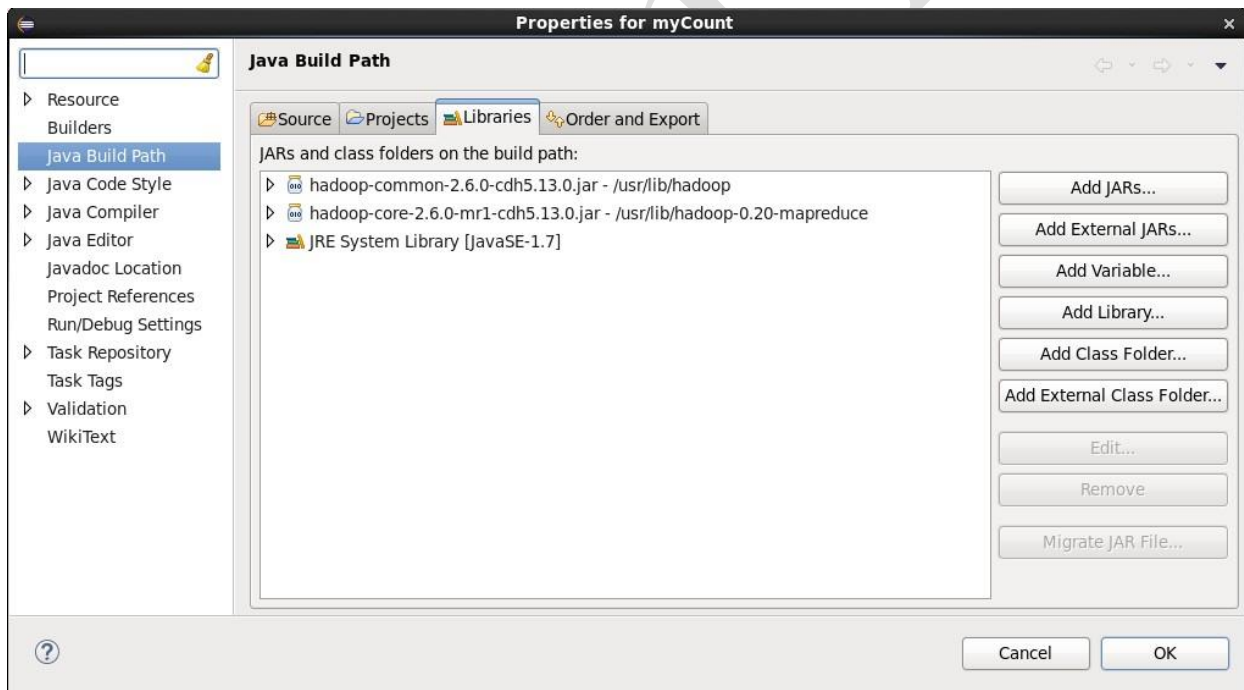 Properties for myCount
Java Build Path
Resource
Builders
Java Build Path
Java Code Style
Java Compiler
Java Editor
Javadoc Location
Project References
Run/Debug Settings
Task Repository
Task Tags
Validation
WikiText
Source Projects Libraries Order and Export
JARs and class folders on the build path:
hadoop-common-2.6.0-cdh5.13.0.jar - /usr/lib/hadoop
hadoop-core-2.6.0-mr1-cdh5.13.0.jar - /usr/lib/hadoop-0.20-mapreduce
JRE System Library [JavaSE-1.7]
Add JARs...
Add External JARs...
Add Variable...
Add Library...
Add Class Folder...
Add External Class Folder...
Edit...
Remove
Migrate JAR File...
Cancel OK